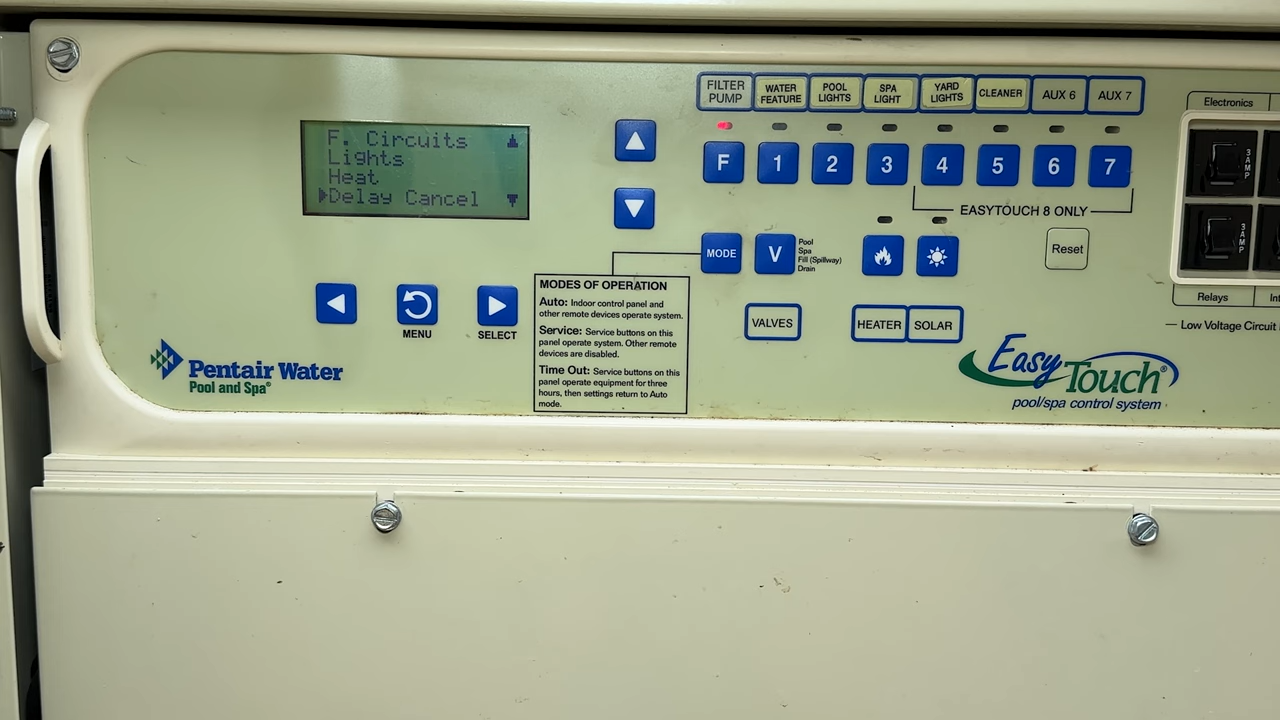 FILTER PUMP
WATER FEATURE
POOL LIGHTS
SPA LIGHT
YARD LIGHTS
CLEANER
AUX 6
AUX 7
Electronics
F. Circuits
Lights
Heat
Delay Cancel
F 1 2 3 4 5 6 7
3 AMP
EASYTOUCH 8 ONLY
MODE
V
Pool
Spa
Fill (Spillway)
Drain
Reset
3 AMP
MENU
SELECT
MODES OF OPERATION
Auto: Indoor control panel and
other remote devices operate system.
Service: Service buttons on this
panel operate system. Other remote
devices are disabled.
Time Out: Service buttons on this
panel operate equipment for three
hours, then settings return to Auto
mode.
VALVES
HEATER
SOLAR
Relays
Low Voltage Circuit
Pentair Water
Pool and Spa®
EasyTouch®
pool/spa control system